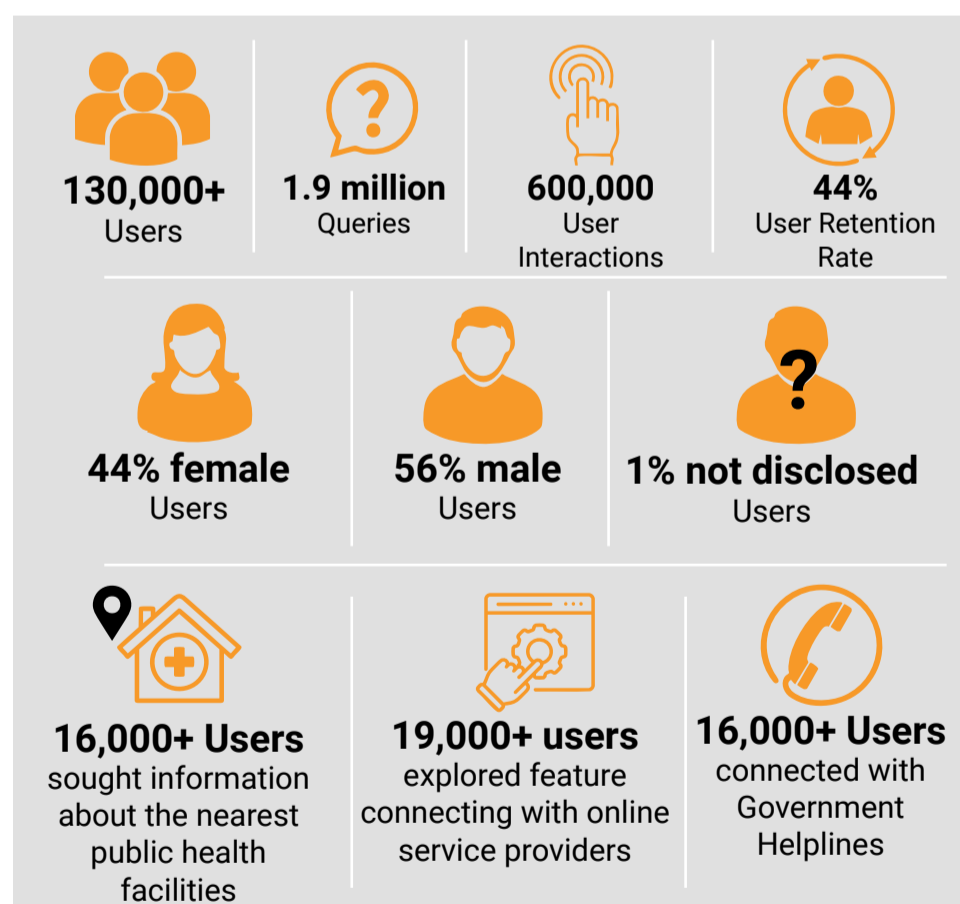 ?
130,000+
Users
1.9 million
Queries
600,000
User
Interactions
44%
User Retention
Rate
?
44% female
Users
56% male
Users
1% not disclosed
Users
16,000+ Users
sought information
about the nearest
public health
facilities
19,000+ users
explored feature
connecting with online
service providers
16,000+ Users
connected with
Government
Helplines